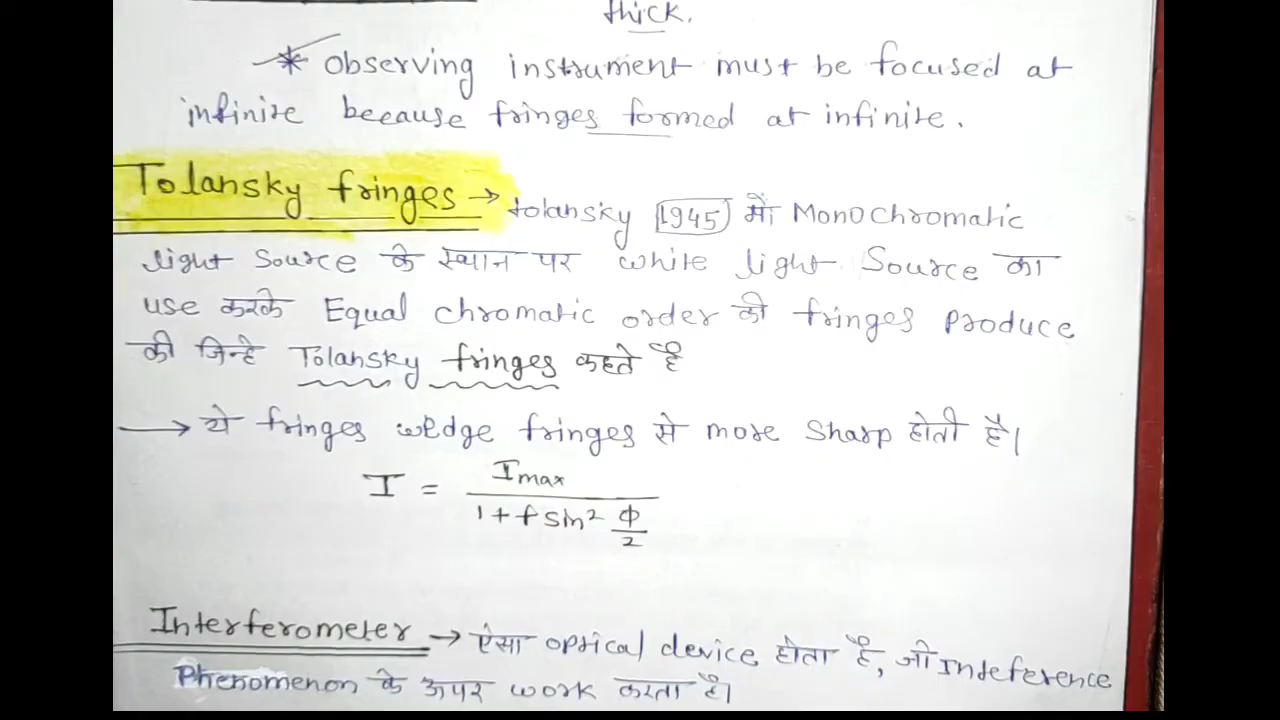 thick.
* observing instrument must be focused at
infinite because fringes formed at infinite.
Tolansky fringes → tolansky 1945 में Monochromatic
light source के स्थान पर white light Source का
use करके Equal chromatic order की fringes Produce
की जिन्हे Tolansky fringes कहते है
→ ये fringes wedge fringes से more sharp होती है।
I = Imax / 1 + f sin² Φ/2
Interferometer → ऐसा optical device होता है, जो Indeference
Phenomenon के ऊपर work करता है।